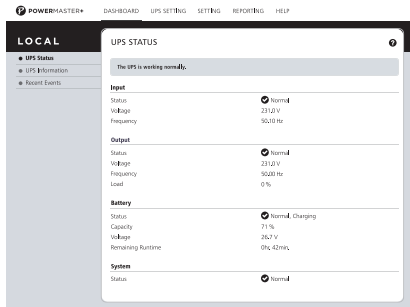 POWERMASTER+ DASHBOARD UPS SETTING SETTING REPORTING HELP
LOCAL
UPS Status
UPS Information
Recent Events
UPS STATUS ?
The UPS is working normally.
Input
Status Normal
Voltage 231.0 V
Frequency 50.10 Hz
Output
Status Normal
Voltage 231.0 V
Frequency 50.00 Hz
Load 0 %
Battery
Status Normal, Charging
Capacity 71 %
Voltage 26.7 V
Remaining Runtime 0hr. 42min.
System
Status Normal